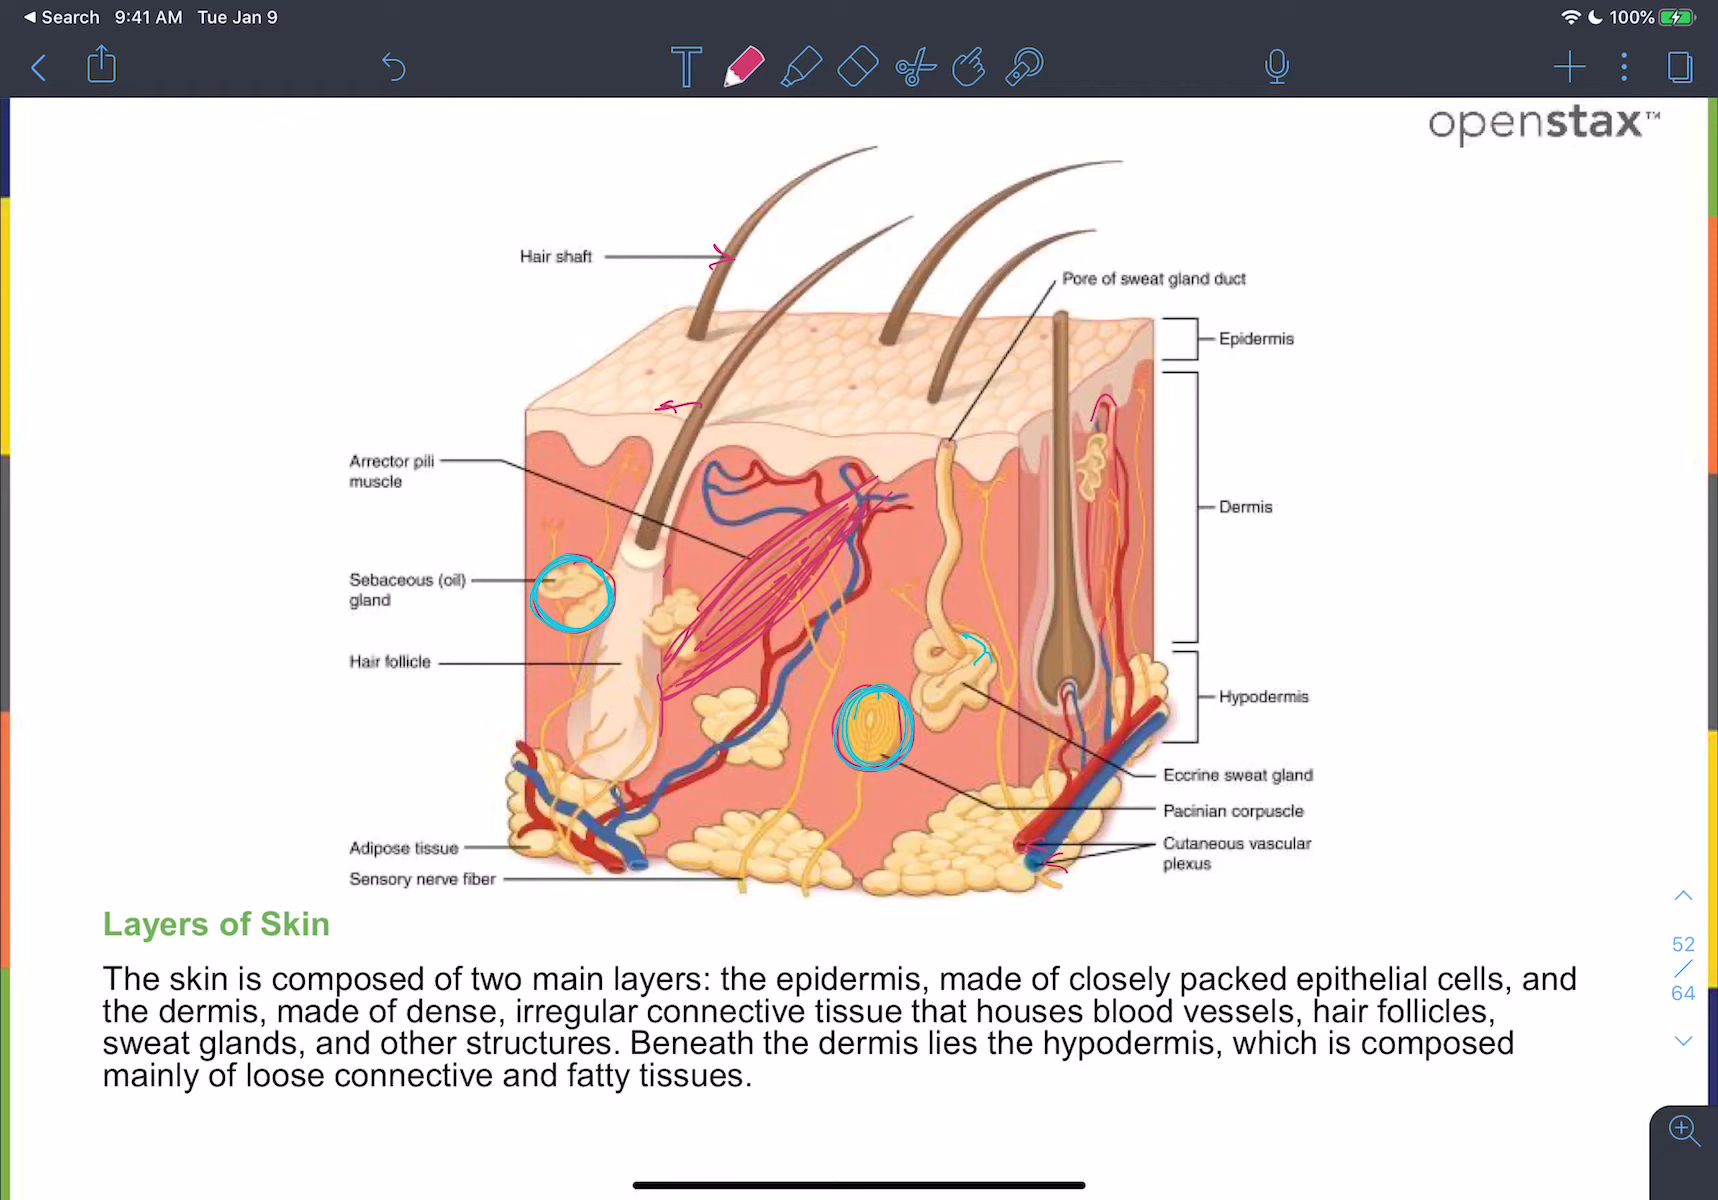 Search 9:41 AM Tue Jan 9
100%
openstax™
Hair shaft
Pore of sweat gland duct
Epidermis
Arrector pili
muscle
Dermis
Sebaceous (oil)
gland
Hair follicle
Hypodermis
Eccrine sweat gland
Pacinian corpuscle
Cutaneous vascular
plexus
Adipose tissue
Sensory nerve fiber
Layers of Skin
The skin is composed of two main layers: the epidermis, made of closely packed epithelial cells, and
the dermis, made of dense, irregular connective tissue that houses blood vessels, hair follicles,
sweat glands, and other structures. Beneath the dermis lies the hypodermis, which is composed
mainly of loose connective and fatty tissues.
52
/
64